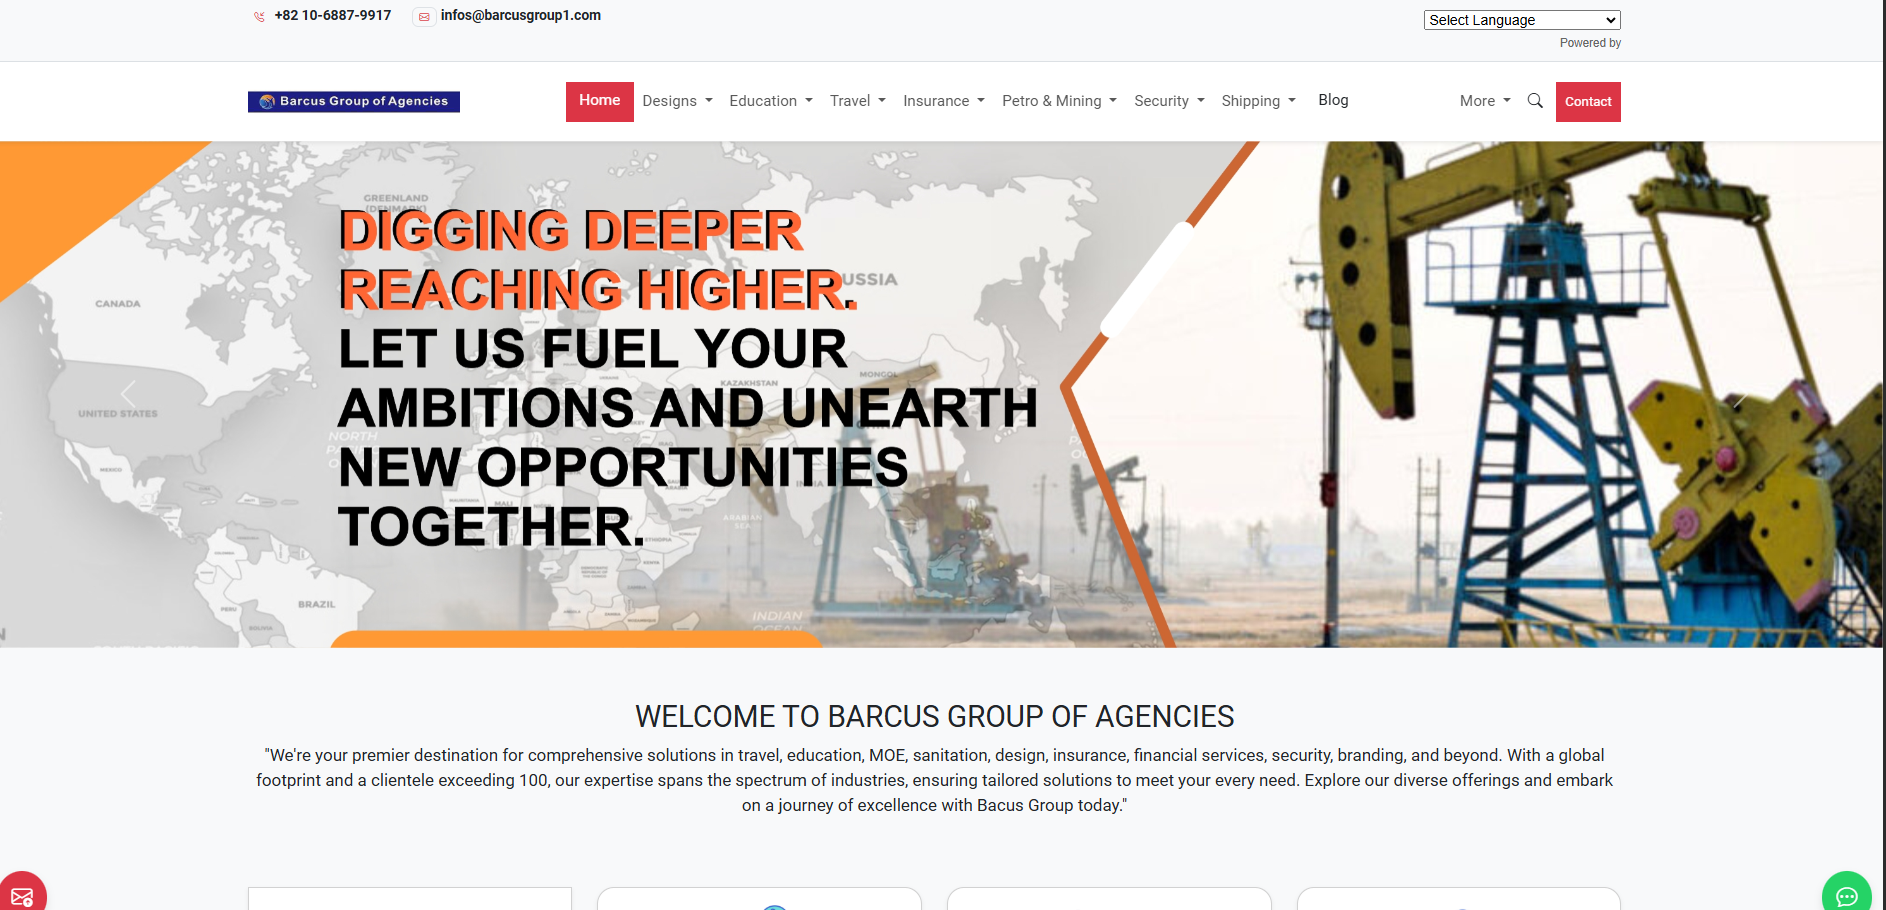 +82 10-6887-9917
infos@barcusgroup1.com
Select Language
Powered by
Barcus Group of Agencies
Home
Designs
Education
Travel
Insurance
Petro & Mining
Security
Shipping
Blog
More
Contact
GREENLAND
(DENMARK)
DIGGING DEEPER
REACHING HIGHER.
LET US FUEL YOUR
AMBITIONS AND UNEARTH
NEW OPPORTUNITIES
TOGETHER.
CANADA
UNITED STATES
MEXICO
BRAZIL
PERU
BOLIVIA
KAZAKHSTAN
ARABIAN
SEA
ETHIOPIA
KENYA
MALI
INDIAN
OCEAN
WELCOME TO BARCUS GROUP OF AGENCIES
"We're your premier destination for comprehensive solutions in travel, education, MOE, sanitation, design, insurance, financial services, security, branding, and beyond. With a global
footprint and a clientele exceeding 100, our expertise spans the spectrum of industries, ensuring tailored solutions to meet your every need. Explore our diverse offerings and embark
on a journey of excellence with Bacus Group today."